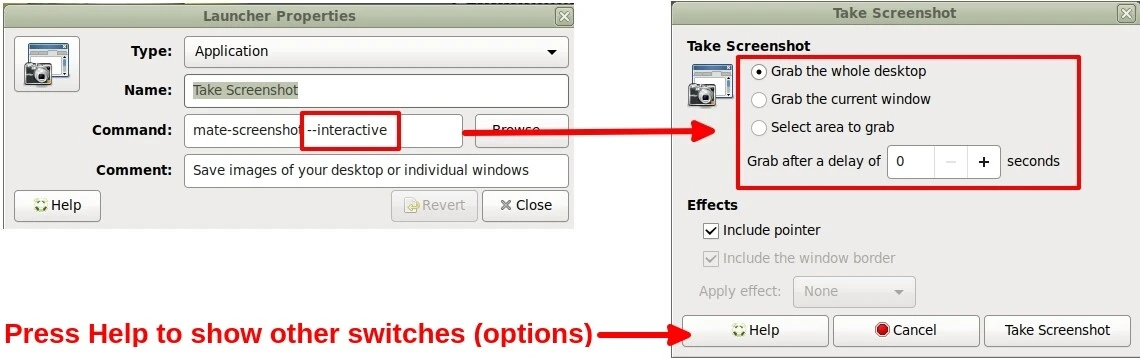 Launcher Properties
Type: Application
Name: Take Screenshot
Command: mate-screenshot --interactive Browse...
Comment: Save images of your desktop or individual windows
Help Revert Close
Take Screenshot
Take Screenshot
Grab the whole desktop
Grab the current window
Select area to grab
Grab after a delay of 0 seconds
Effects
Include pointer
Include the window border
Apply effect: None
Help Cancel Take Screenshot
Press Help to show other switches (options)